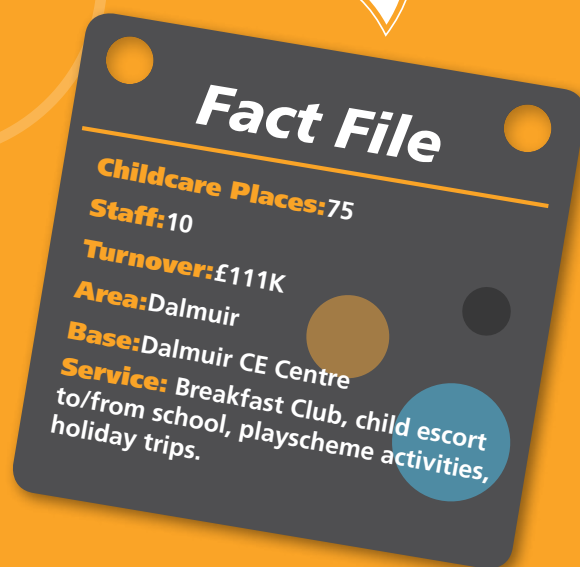 Fact File
Childcare Places:75
Staff:10
Turnover:£111K
Area:Dalmuir
Base:Dalmuir CE Centre
Service: Breakfast Club, child escort
to/from school, playscheme activities,
holiday trips.